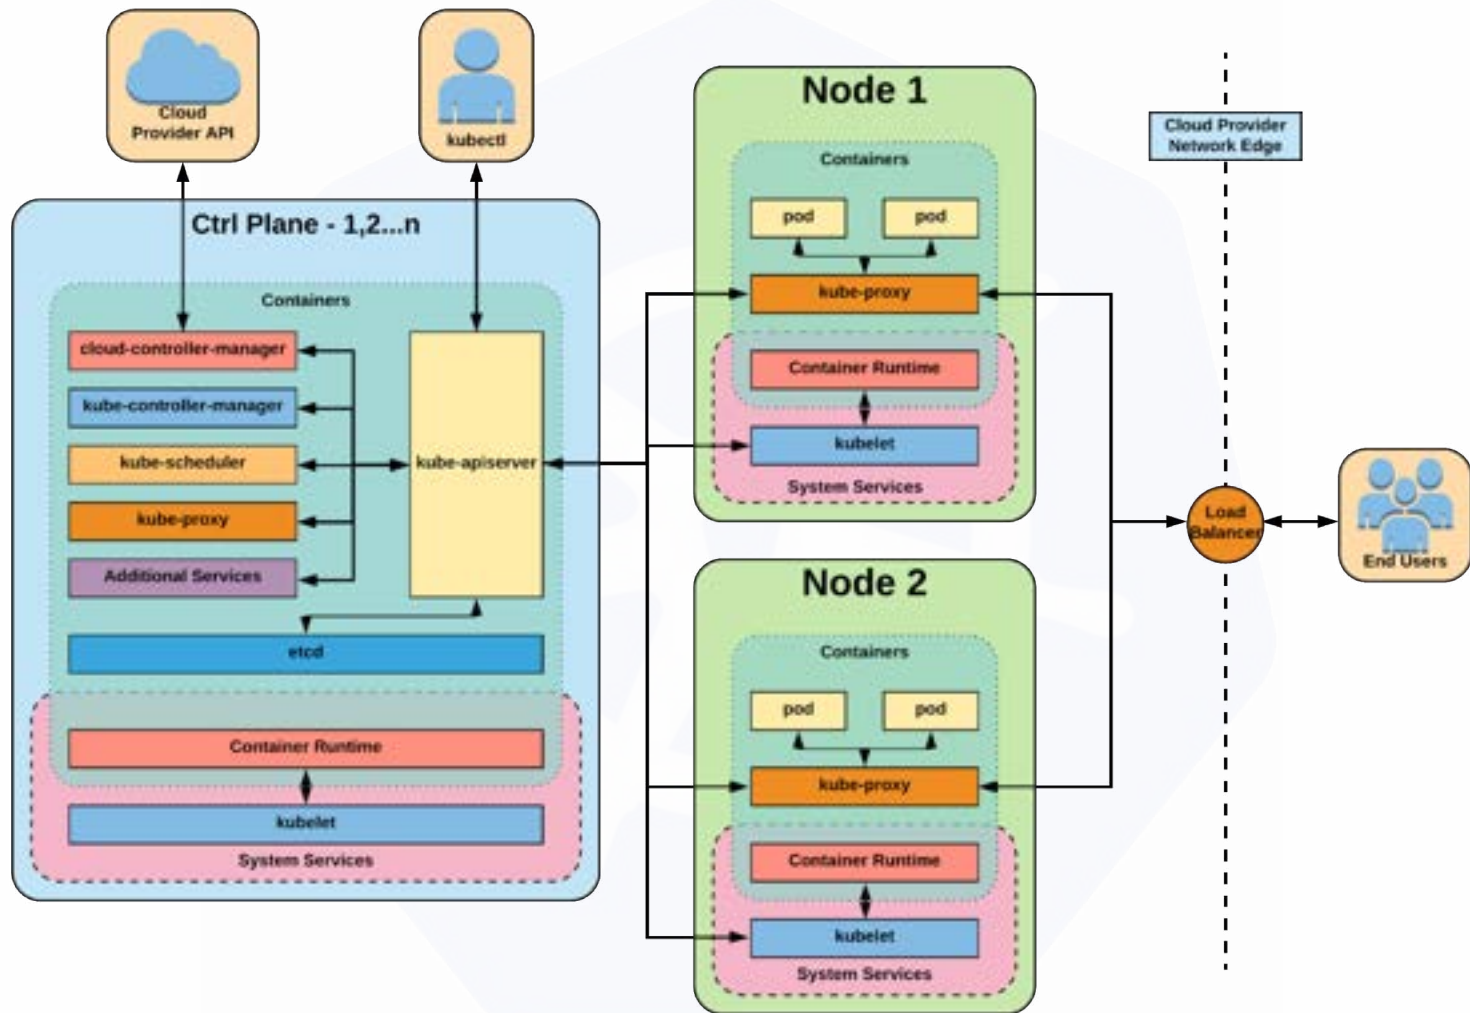 Cloud
Provider API
kubectl
Ctrl Plane - 1,2...n
Containers
cloud-controller-manager
kube-controller-manager
kube-scheduler
kube-proxy
Additional Services
kube-apiserver
etcd
Container Runtime
kubelet
System Services
Node 1
Containers
pod
pod
kube-proxy
Container Runtime
kubelet
System Services
Node 2
Containers
pod
pod
kube-proxy
Container Runtime
kubelet
System Services
Cloud Provider
Network Edge
Load
Balancer
End Users